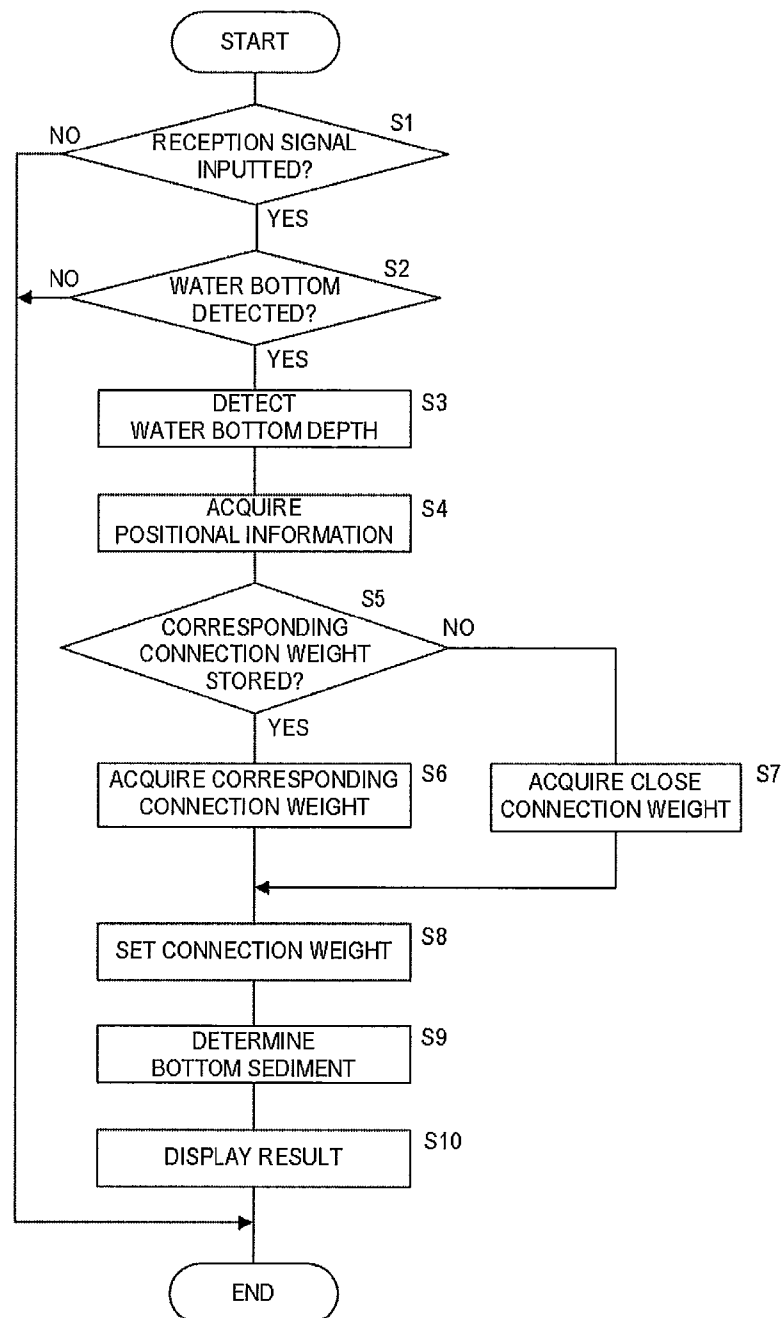 START
S1
NO
RECEPTION SIGNAL
INPUTTED?
YES
S2
NO
WATER BOTTOM
DETECTED?
YES
DETECT
WATER BOTTOM DEPTH
S3
ACQUIRE
POSITIONAL INFORMATION
S4
S5
CORRESPONDING
CONNECTION WEIGHT
STORED?
NO
YES
ACQUIRE CORRESPONDING
CONNECTION WEIGHT
S6
ACQUIRE CLOSE
CONNECTION WEIGHT
S7
SET CONNECTION WEIGHT
S8
DETERMINE
BOTTOM SEDIMENT
S9
DISPLAY RESULT
S10
END